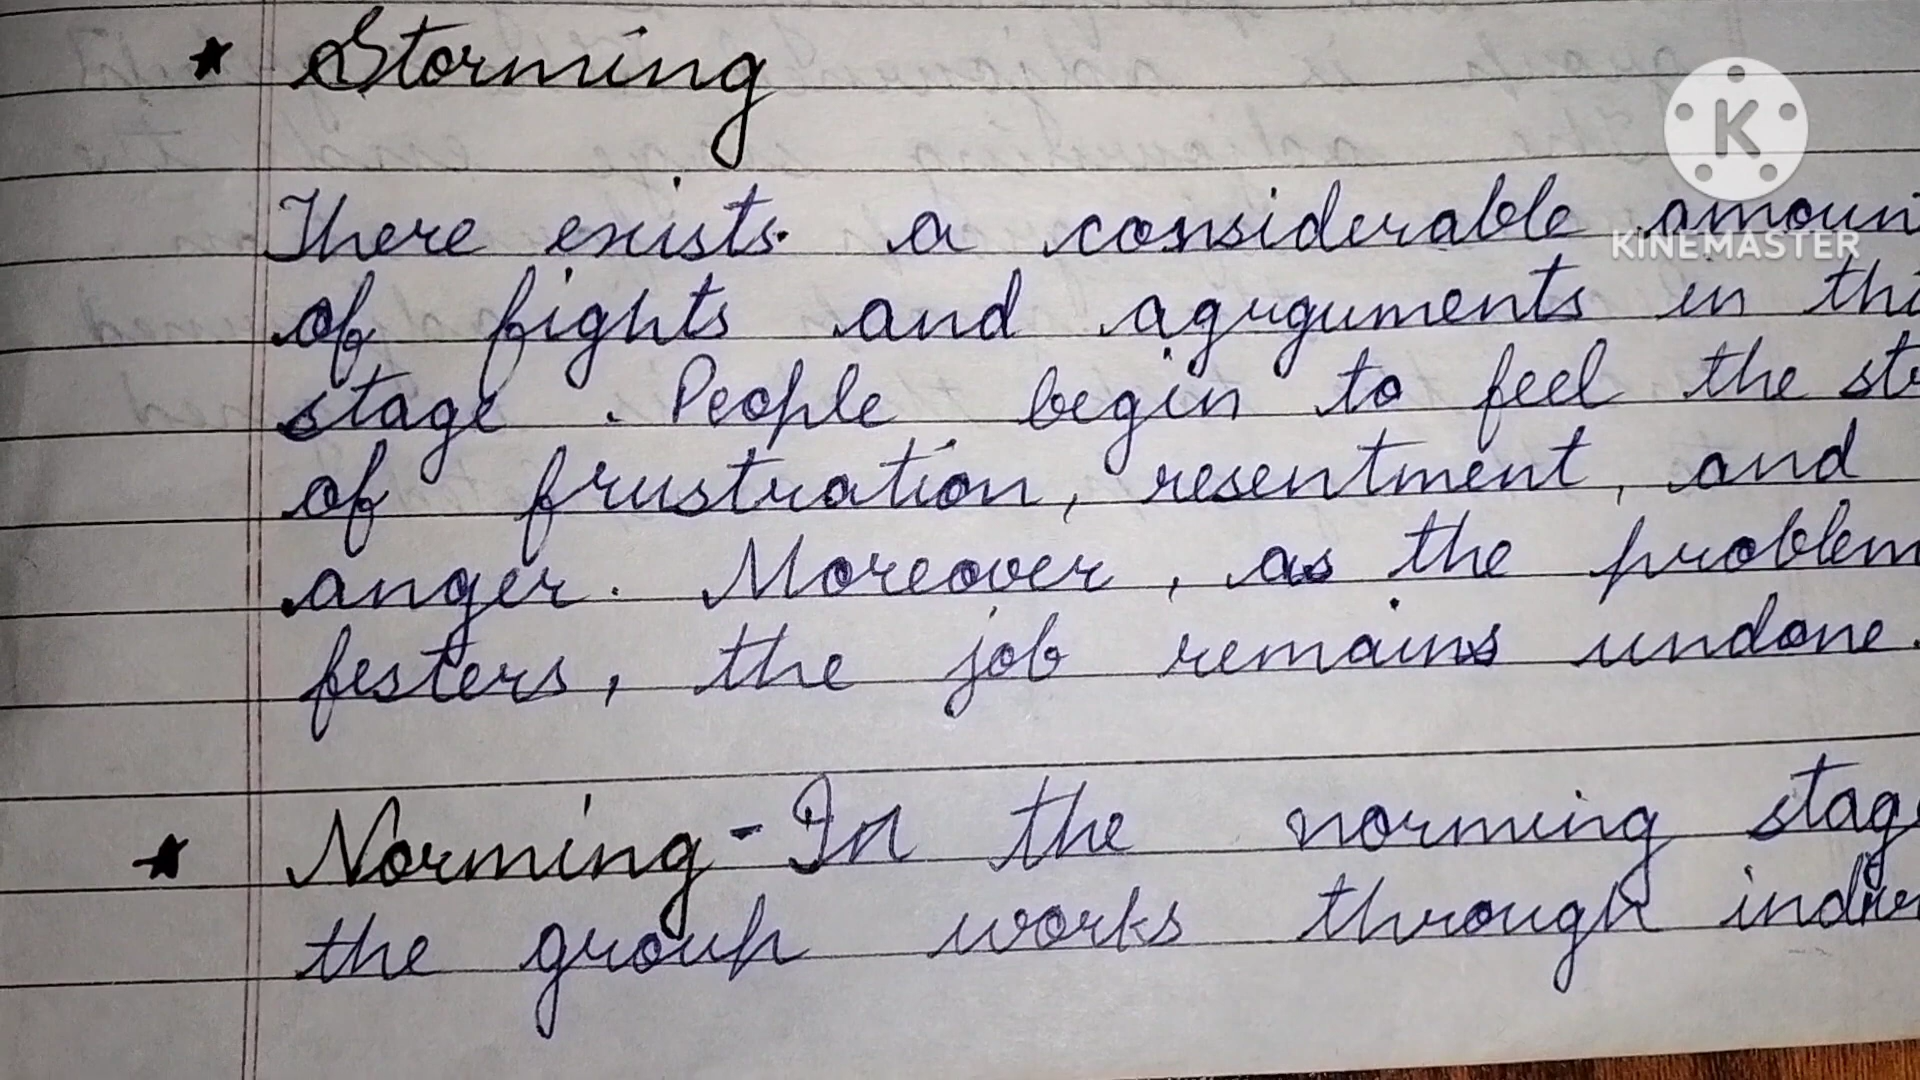 ★ Storming
There exists a considerable amoun
of fights and aguguments in thi
stage. People begin to feel the st
of frustration, resentment, and
anger. Moreover, as the problem
festers, the job remains undone.
★ Norming - In the norming stage
the group works through
K
KINEMASTER